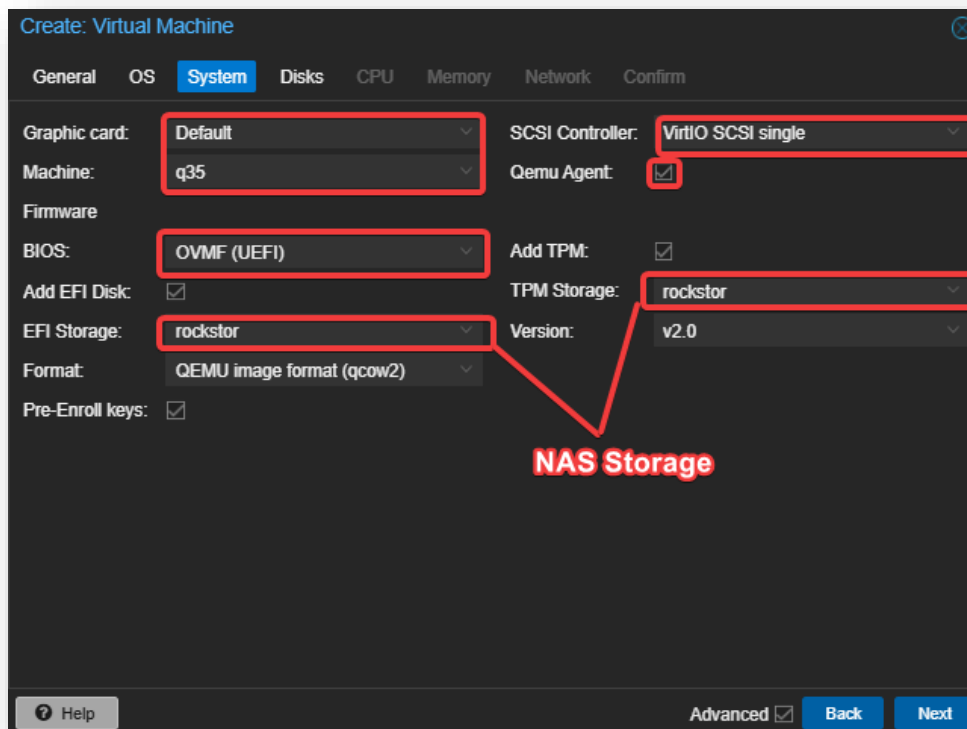 Create: Virtual Machine
General OS System Disks CPU Memory Network Confirm
Graphic card: Default SCSI Controller: VirtIO SCSI single
Machine: q35 Qemu Agent:
Firmware
BIOS: OVMF (UEFI) Add TPM:
Add EFI Disk: TPM Storage: rockstor
EFI Storage: rockstor Version: v2.0
Format: QEMU image format (qcow2)
Pre-Enroll keys:
NAS Storage
? Help Advanced Back Next